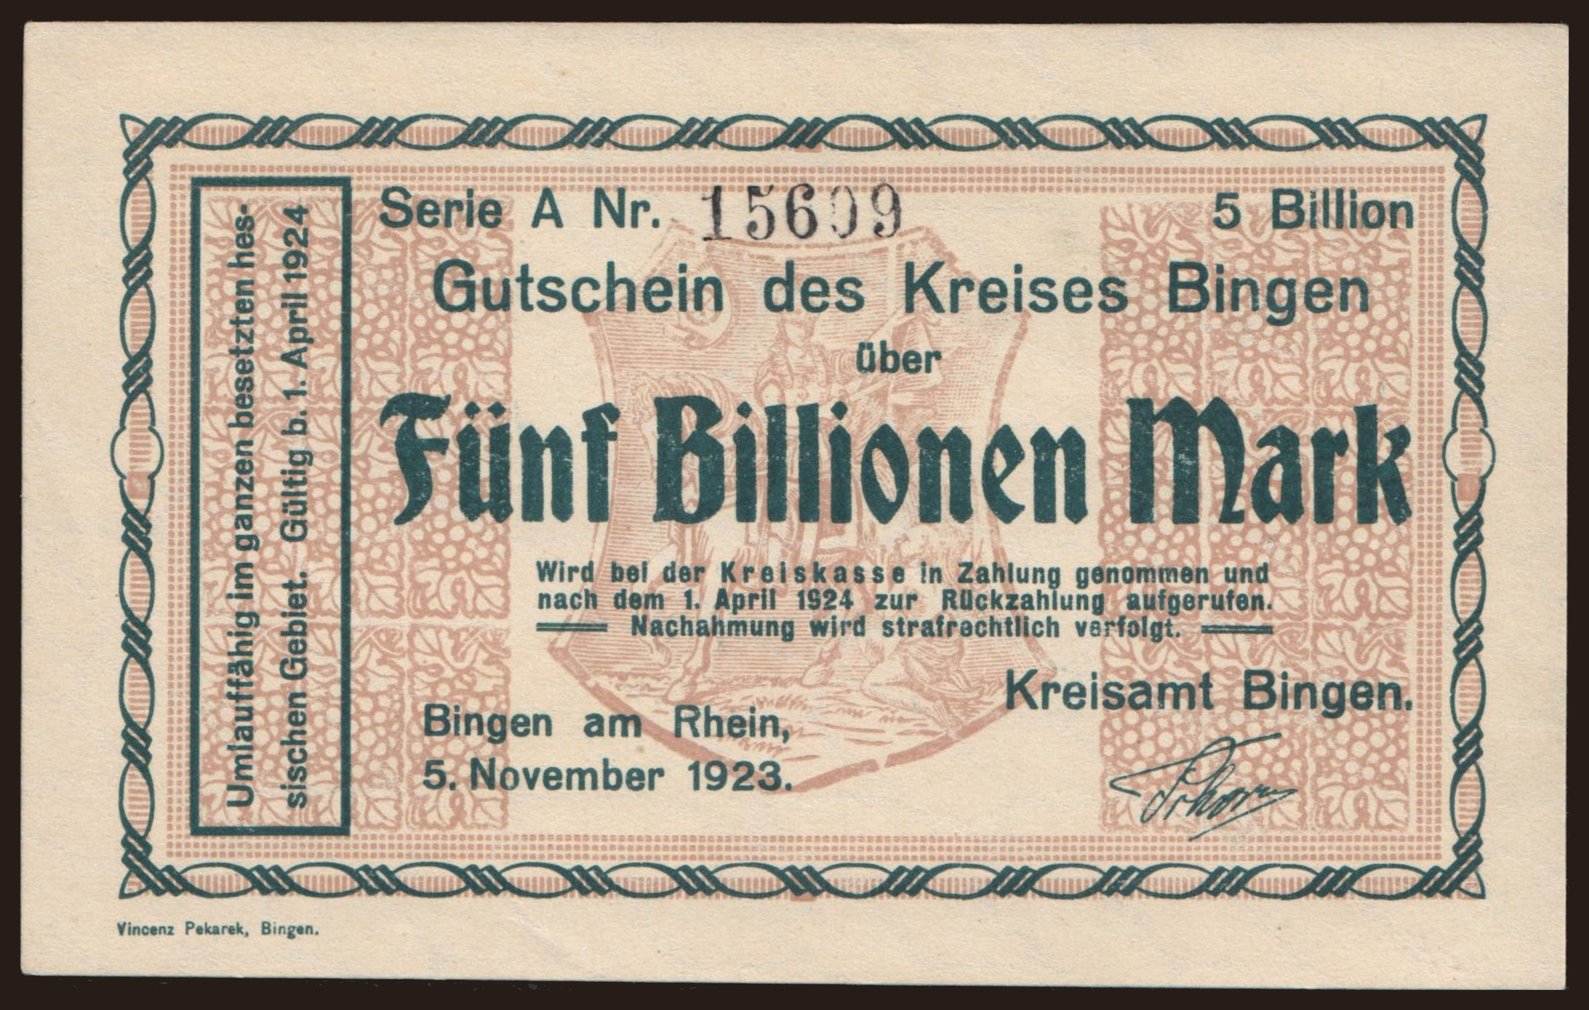 Umlauffähig im ganzen besetzten hes-
sischen Gebiet. Gültig b. 1. April 1924
Serie A Nr. 15609
5 Billion
Gutschein des Kreises Bingen
über
Fünf Billionen Mark
Wird bei der Kreiskasse in Zahlung genommen und
nach dem 1. April 1924 zur Rückzahlung aufgerufen.
Nachahmung wird strafrechtlich verfolgt.
Kreisamt Bingen.
Bingen am Rhein,
5. November 1923.
Vincenz Pekarek, Bingen.